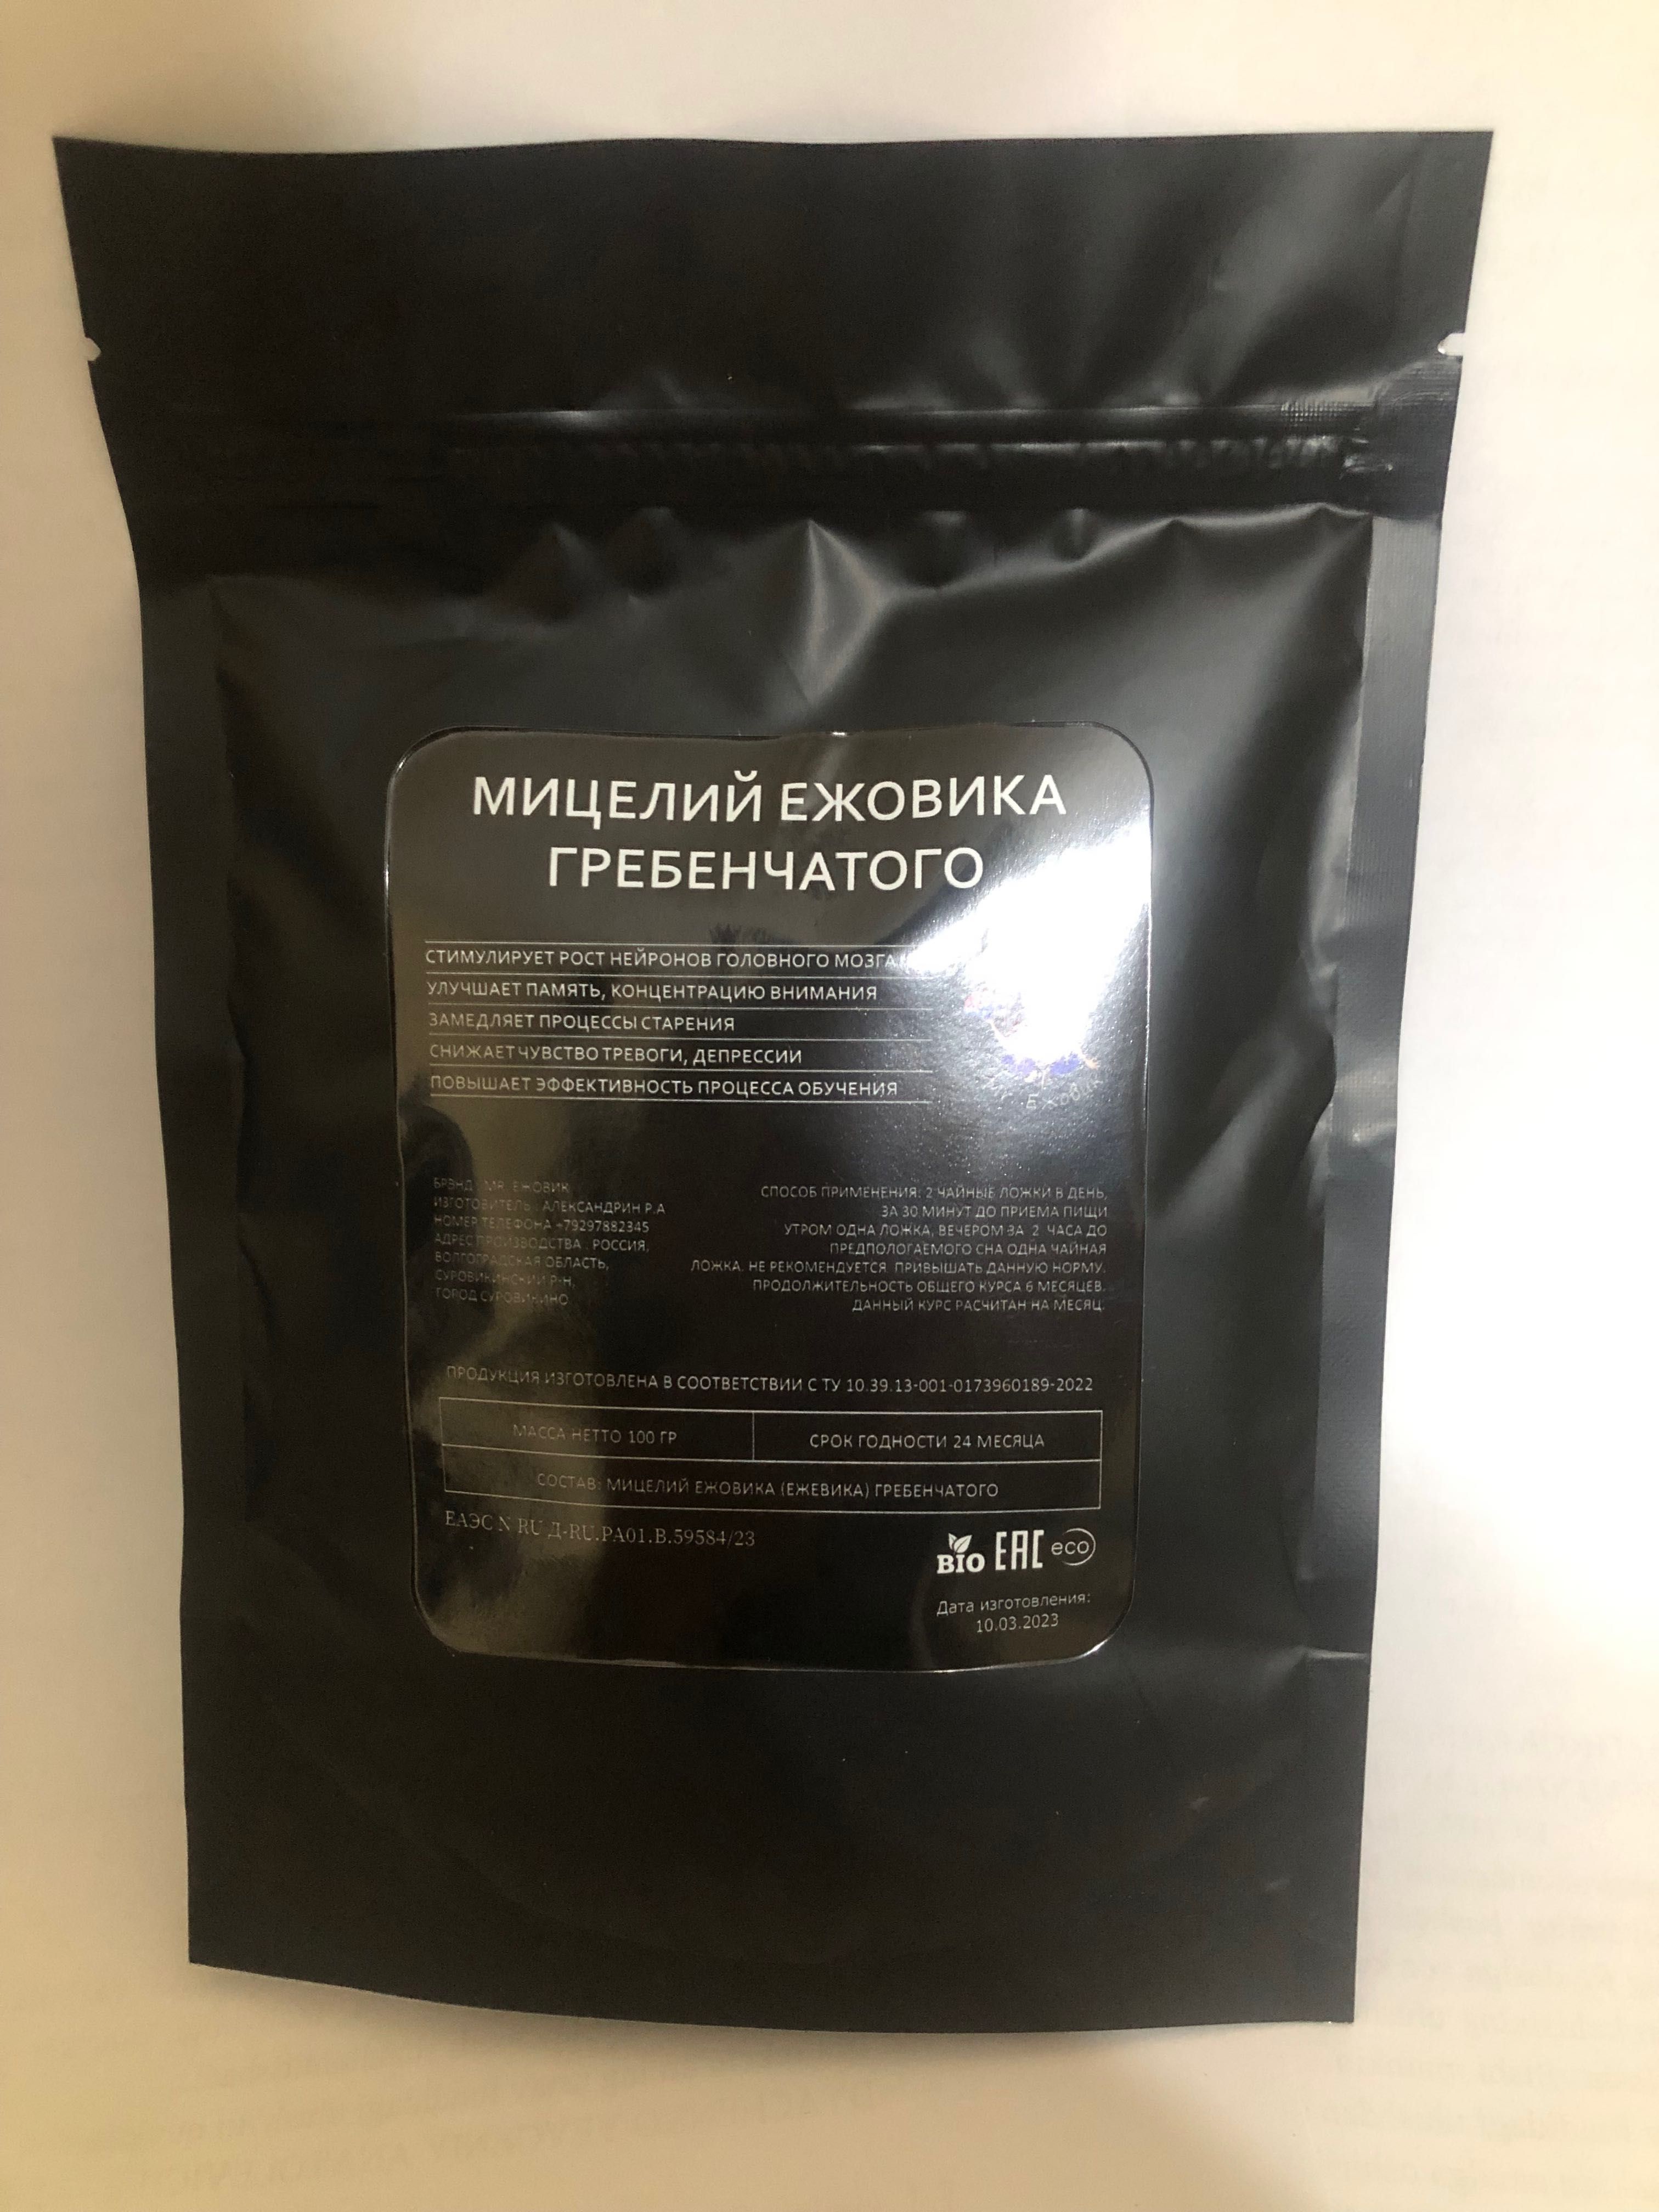 МИЦЕЛИЙ ЕЖОВИКА
ГРЕБЕНЧАТОГО
СТИМУЛИРУЕТ РОСТ НЕЙРОНОВ ГОЛОВНОГО МОЗГА
УЛУЧШАЕТ ПАМЯТЬ, КОНЦЕНТРАЦИЮ ВНИМАНИЯ
ЗАМЕДЛЯЕТ ПРОЦЕССЫ СТАРЕНИЯ
СНИЖАЕТ ЧУВСТВО ТРЕВОГИ, ДЕПРЕССИИ
ПОВЫШАЕТ ЭФФЕКТИВНОСТЬ ПРОЦЕССА ОБУЧЕНИЯ
БРЭНД: MR. ЕЖОВИК
ИЗГОТОВИТЕЛЬ: АЛЕКСАНДРИН Р.А
НОМЕР ТЕЛЕФОНА +79297882345
АДРЕС ПРОИЗВОДСТВА: РОССИЯ,
ВОЛГОГРАДСКАЯ ОБЛАСТЬ,
СУРОВИКИНСКИЙ Р-Н,
ГОРОД СУРОВИКИНО
СПОСОБ ПРИМЕНЕНИЯ: 2 ЧАЙНЫЕ ЛОЖКИ В ДЕНЬ,
ЗА 30 МИНУТ ДО ПРИЕМА ПИЩИ
УТРОМ ОДНА ЛОЖКА, ВЕЧЕРОМ ЗА 2 ЧАСА ДО
ПРЕДПОЛОГАЕМОГО СНА ОДНА ЧАЙНАЯ
ЛОЖКА. НЕ РЕКОМЕНДУЕТСЯ ПРИВЫШАТЬ ДАННУЮ НОРМУ.
ПРОДОЛЖИТЕЛЬНОСТЬ ОБЩЕГО КУРСА 6 МЕСЯЦЕВ.
ДАННЫЙ КУРС РАСЧИТАН НА МЕСЯЦ.
ПРОДУКЦИЯ ИЗГОТОВЛЕНА В СООТВЕТСТВИИ С ТУ 10.39.13-001-0173960189-2022
МАССА НЕТТО 100 ГР
СРОК ГОДНОСТИ 24 МЕСЯЦА
СОСТАВ: МИЦЕЛИЙ ЕЖОВИКА (ЕЖЕВИКА) ГРЕБЕНЧАТОГО
ЕАЭС N RU Д-RU.РА01.В.59584/23
BIO EAC eco
Дата изготовления:
10.03.2023